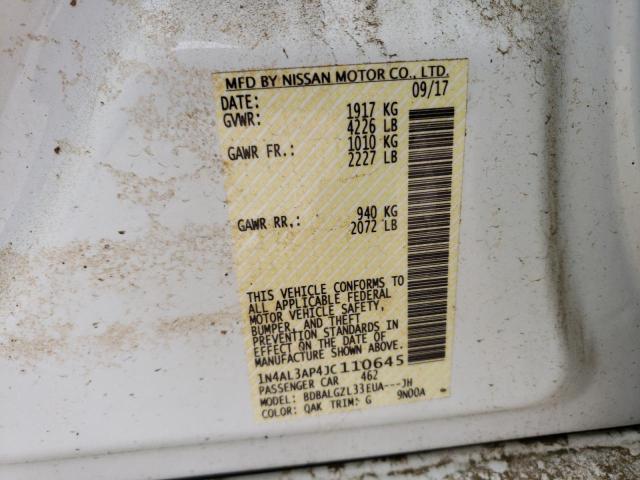 MFD BY NISSAN MOTOR CO., LTD.
DATE: 09/17
GVWR: 1917 KG
4226 LB
GAWR FR.: 1010 KG
2227 LB
GAWR RR.: 940 KG
2072 LB
THIS VEHICLE CONFORMS TO
ALL APPLICABLE FEDERAL
MOTOR VEHICLE SAFETY,
BUMPER, AND THEFT
PREVENTION STANDARDS IN
EFFECT ON THE DATE OF
MANUFACTURE SHOWN ABOVE.
1N4AL3AP4JC110645
PASSENGER CAR 462
MODEL: BDBALGZL33EUA---JH
COLOR: QAK TRIM: G 9N00A